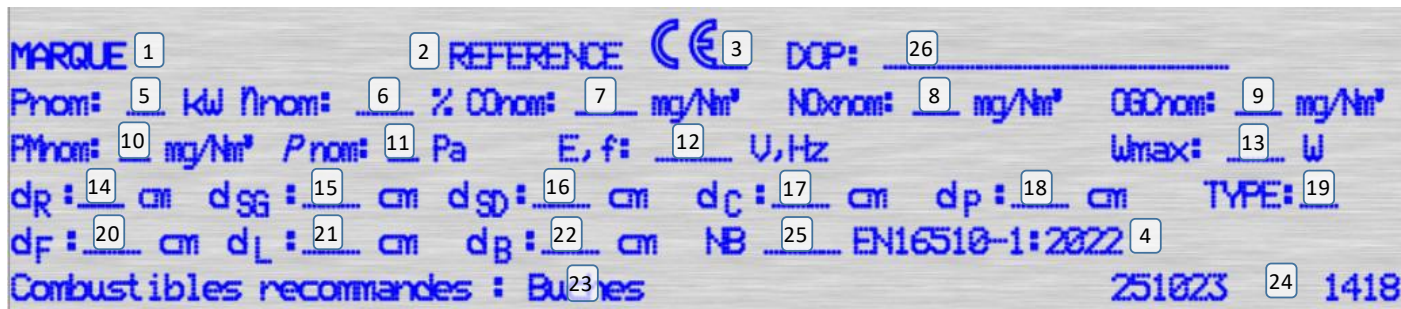 MARQUE 1 2 REFERENCE CE 3 DOP: 26
Pnom: 5 kW ηnom: 6 % COnom: 7 mg/Nm³ NOxnom: 8 mg/Nm³ OGCnom: 9 mg/Nm³
PMnom: 10 mg/Nm³ Pnom: 11 Pa E,f: 12 V,Hz Wmax: 13 W
dR : 14 cm dSG : 15 cm dSD: 16 cm dC : 17 cm dP : 18 cm TYPE: 19
dF : 20 cm dL : 21 cm dB : 22 cm NB 25 EN16510-1:2022 4
Combustibles recommandes : 23 251023 24 1418